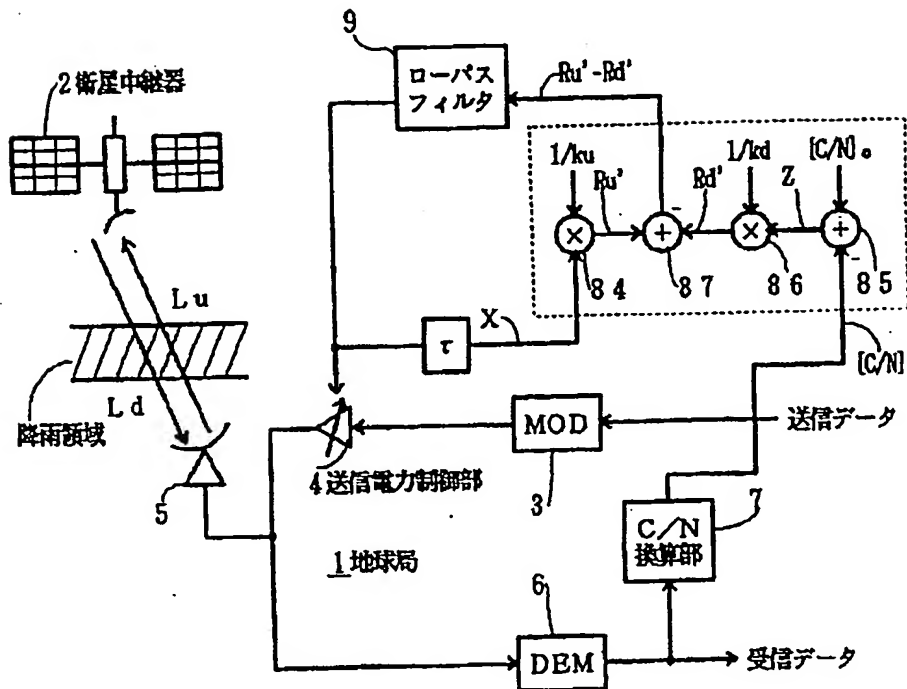 9
ローパス
フィルタ
Ru'-Rd'
2衛星中継器
1/ku
Ru'
Rd'
1/kd
Z
[C/N]。
×
+
×
+
-
-
84
87
86
85
Lu
Ld
降雨領域
τ
X
[C/N]
MOD
送信データ
4送信電力制御部
3
5
C/N
換算部
7
1地球局
6
DEM
受信データ